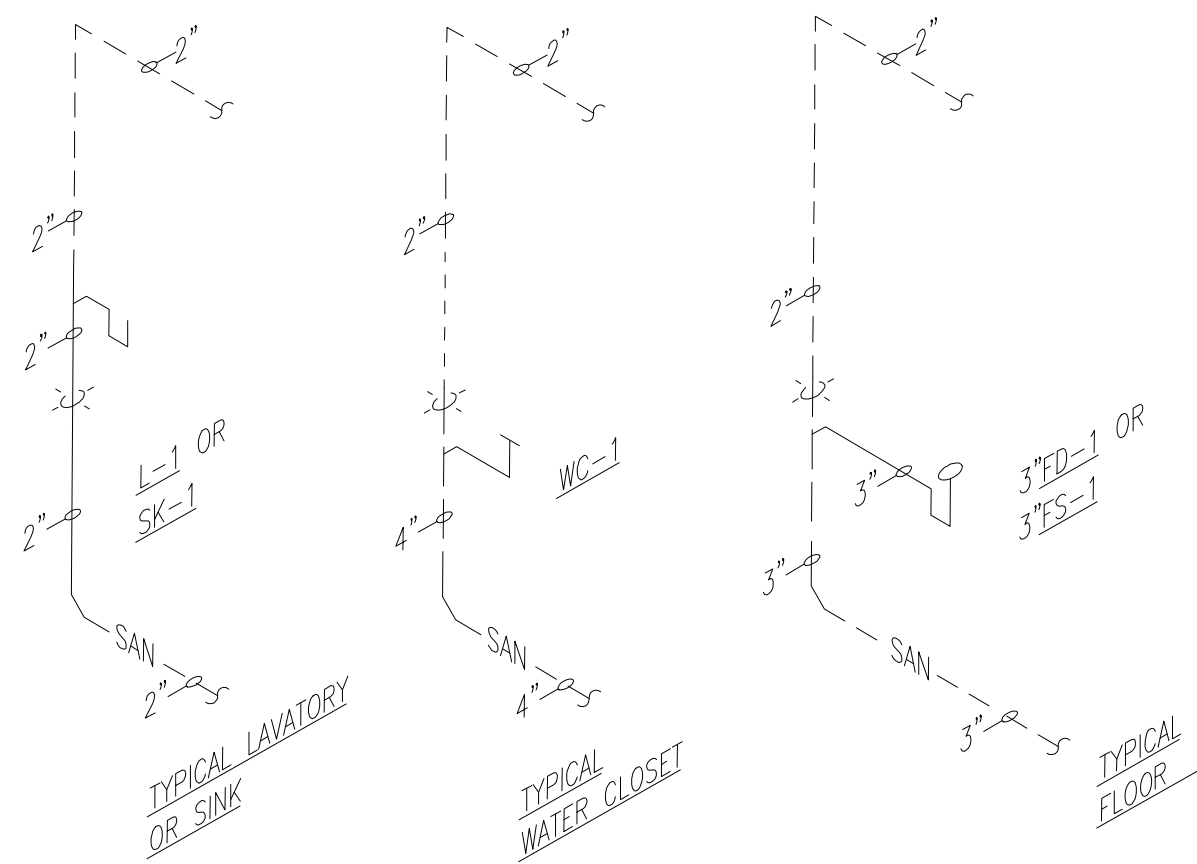 2"
2"
2"
L-1 OR
SK-1
2"
SAN
2"
TYPICAL LAVATORY
OR SINK
2"
2"
WC-1
4"
SAN
4"
TYPICAL
WATER CLOSET
2"
2"
3"
3"FD-1 OR
3"FS-1
3"
SAN
3"
TYPICAL
FLOOR